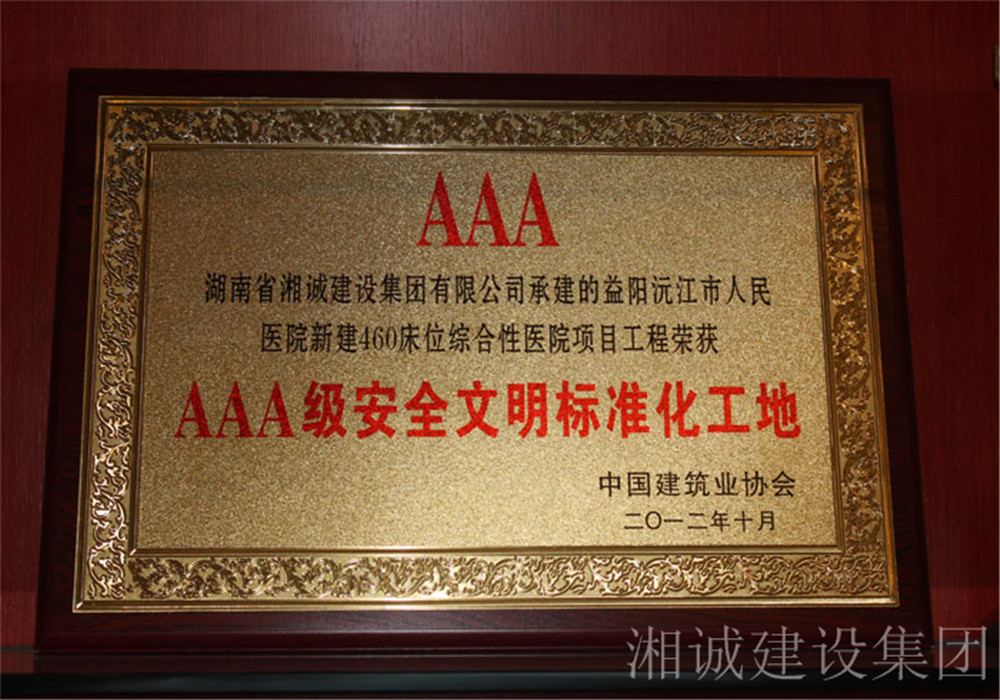 AAA
湖南省湘诚建设集团有限公司承建的益阳沅江市人民
医院新建460床位综合性医院项目工程荣获
AAA级安全文明标准化工地
中国建筑业协会
二〇一二年十月
湘诚建设集团